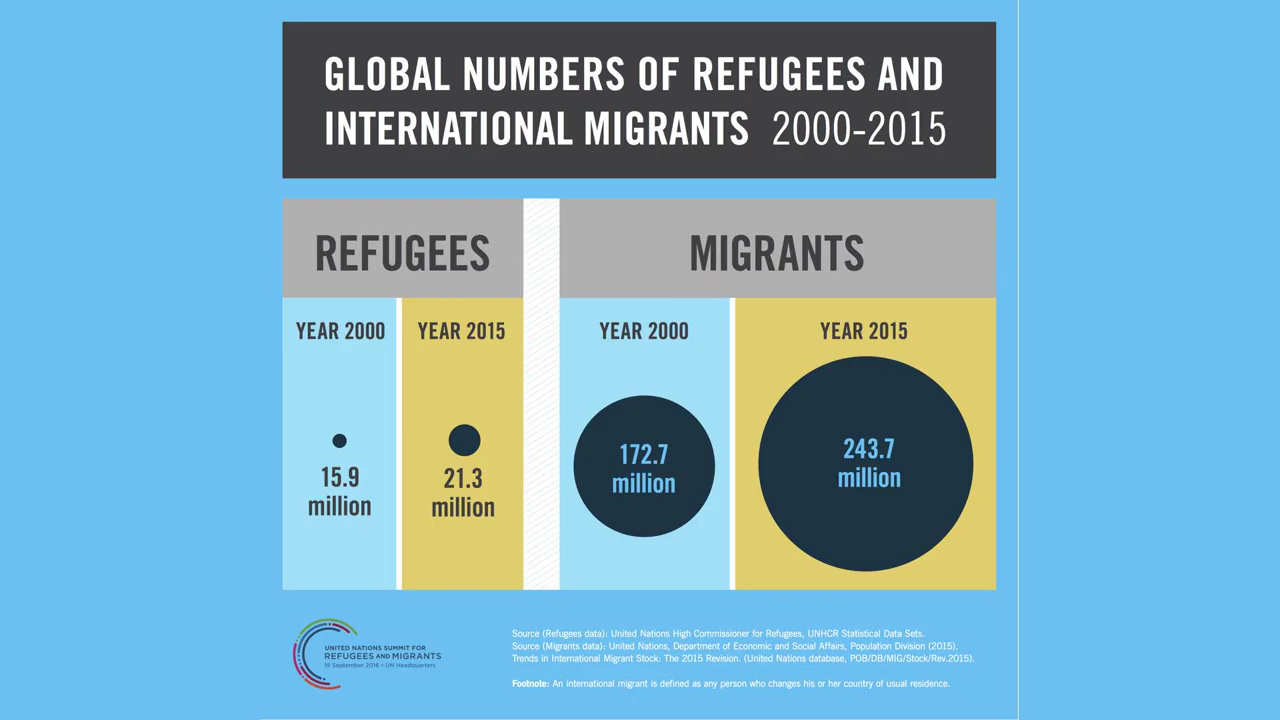 GLOBAL NUMBERS OF REFUGEES AND
INTERNATIONAL MIGRANTS 2000-2015
REFUGEES
YEAR 2000
YEAR 2015
15.9
million
21.3
million
MIGRANTS
YEAR 2000
YEAR 2015
172.7
million
243.7
million
UNITED NATIONS SUMMIT FOR
REFUGEES AND MIGRANTS
19 September 2016 • UN Headquarters
Source (Refugees data): United Nations High Commissioner for Refugees, UNHCR Statistical Data Sets.
Source (Migrants data): United Nations, Department of Economic and Social Affairs, Population Division (2015).
Trends in International Migrant Stock: The 2015 Revision. (United Nations database, POB/DB/MIG/Stock/Rev.2015).
Footnote: An international migrant is defined as any person who changes his or her country of usual residence.